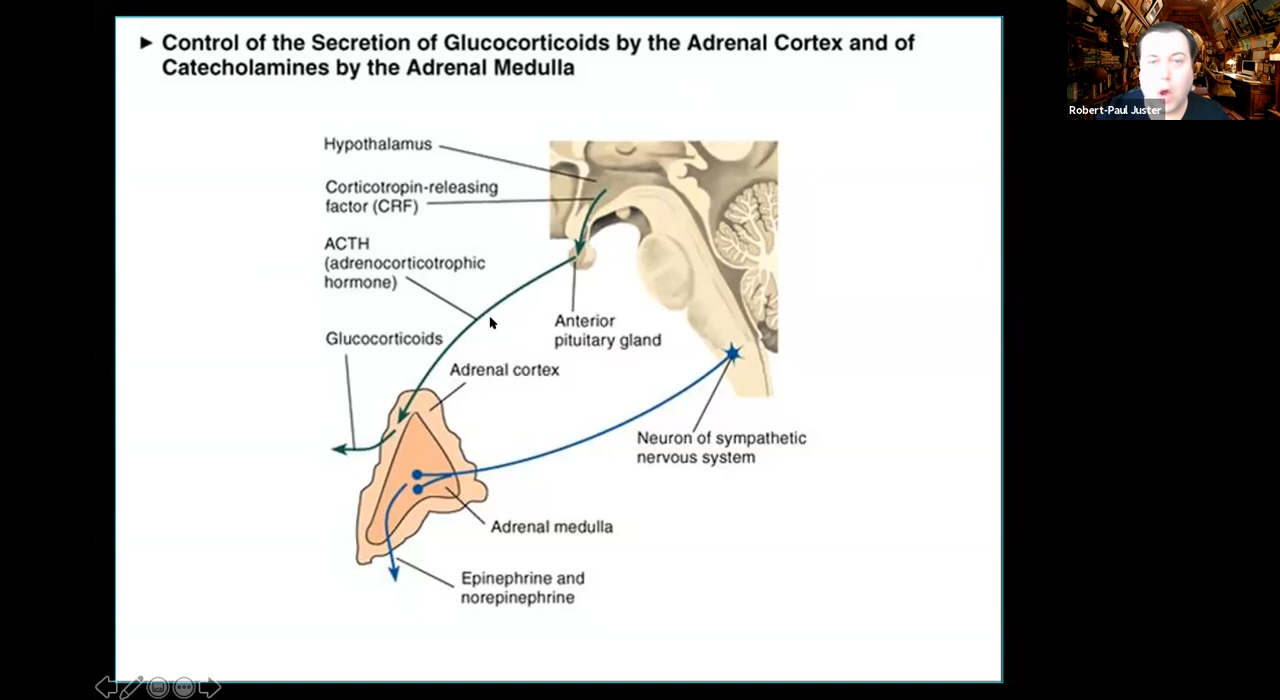 ► Control of the Secretion of Glucocorticoids by the Adrenal Cortex and of
Catecholamines by the Adrenal Medulla
Robert-Paul Juster
Hypothalamus
Corticotropin-releasing
factor (CRF)
ACTH
(adrenocorticotrophic
hormone)
Anterior
pituitary gland
Glucocorticoids
Adrenal cortex
Neuron of sympathetic
nervous system
Adrenal medulla
Epinephrine and
norepinephrine